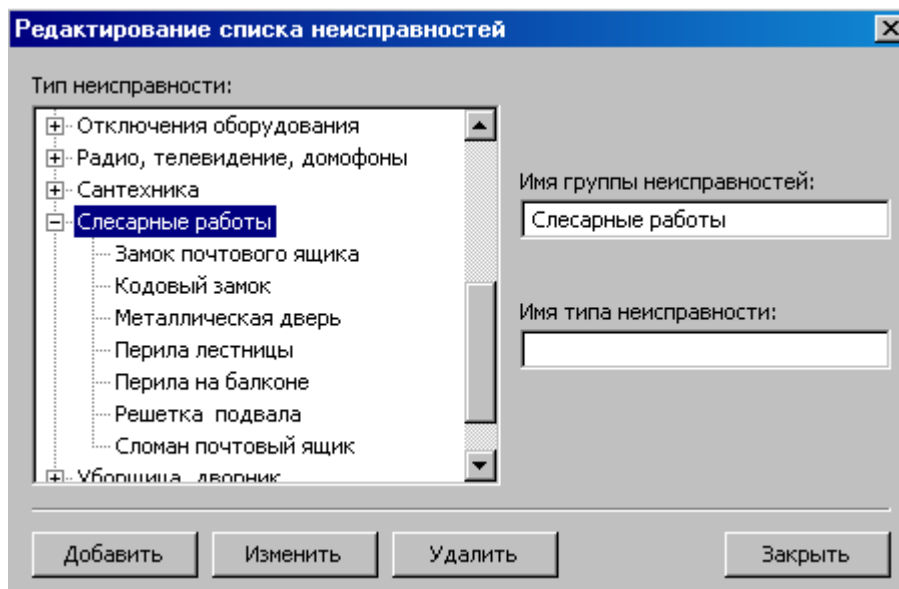 Редактирование списка неисправностей
Тип неисправности:
Отключения оборудования
Радио, телевидение, домофоны
Сантехника
Слесарные работы
Замок почтового ящика
Кодовый замок
Металлическая дверь
Перила лестницы
Перила на балконе
Решетка подвала
Сломан почтовый ящик
Уборщица, дворник
Имя группы неисправностей:
Слесарные работы
Имя типа неисправности:
Добавить Изменить Удалить Закрыть